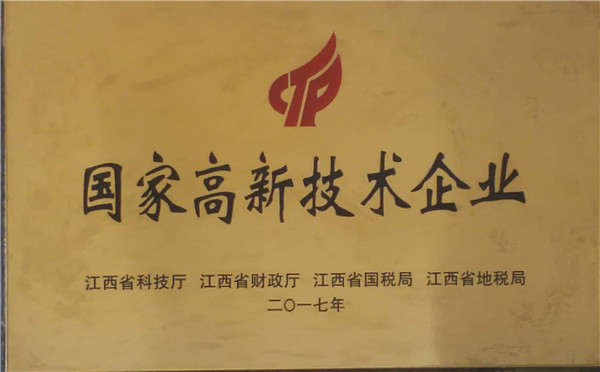 国家高新技术企业
江西省科技厅 江西省财政厅 江西省国税局 江西省地税局
二〇一七年